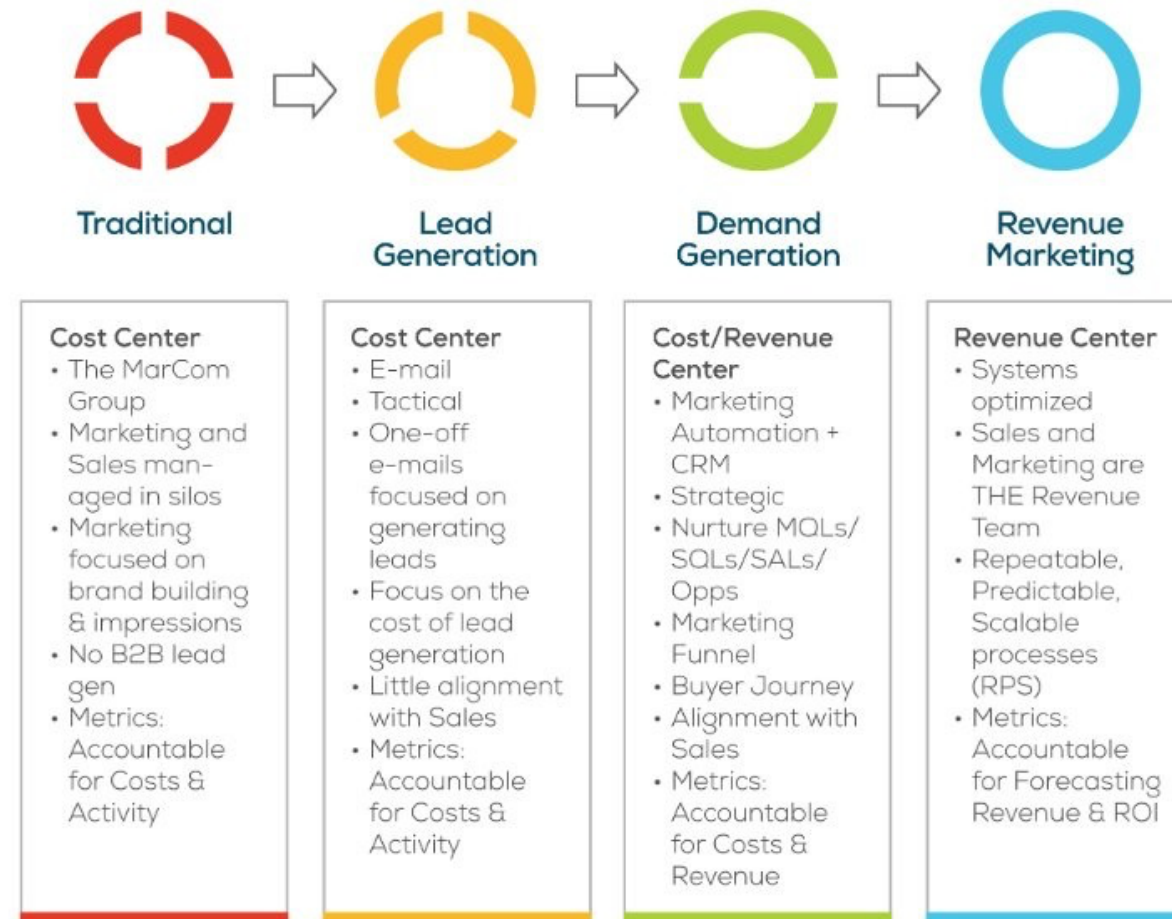 Traditional
Lead
Generation
Demand
Generation
Revenue
Marketing
Cost Center
• The MarCom
Group
• Marketing and
Sales man-
aged in silos
• Marketing
focused on
brand building
& impressions
• No B2B lead
gen
• Metrics:
Accountable
for Costs &
Activity
Cost Center
• E-mail
• Tactical
• One-off
e-mails
focused on
generating
leads
• Focus on the
cost of lead
generation
• Little alignment
with Sales
• Metrics:
Accountable
for Costs &
Activity
Cost/Revenue
Center
• Marketing
Automation +
CRM
• Strategic
• Nurture MQLs/
SQLs/SALs/
Opps
• Marketing
Funnel
• Buyer Journey
• Alignment with
Sales
• Metrics:
Accountable
for Costs &
Revenue
Revenue Center
• Systems
optimized
• Sales and
Marketing are
THE Revenue
Team
• Repeatable,
Predictable,
Scalable
processes
(RPS)
• Metrics:
Accountable
for Forecasting
Revenue & ROI